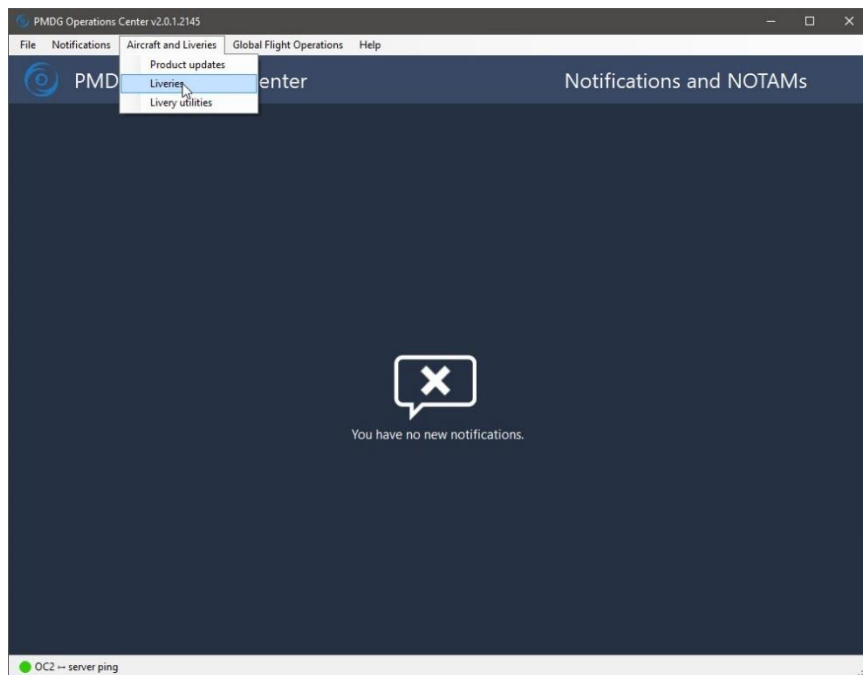 PMDG Operations Center v2.0.1.2145
File Notifications Aircraft and Liveries Global Flight Operations Help
Product updates
Liveries
Livery utilities
PMD enter Notifications and NOTAMs
You have no new notifications.
OC2 -- server ping